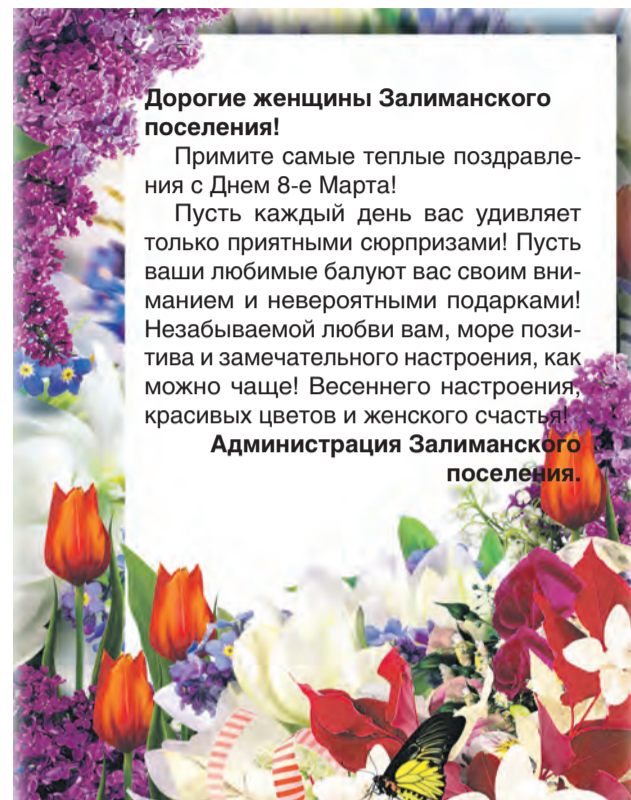 Дорогие женщины Залиманского
поселения!
Примите самые теплые поздравле-
ния с Днем 8-е Марта!
Пусть каждый день вас удивляет
только приятными сюрпризами! Пусть
ваши любимые балуют вас своим вни-
манием и невероятными подарками!
Незабываемой любви вам, море пози-
тива и замечательного настроения, как
можно чаще! Весеннего настроения,
красивых цветов и женского счастья!
Администрация Залиманского
поселения.